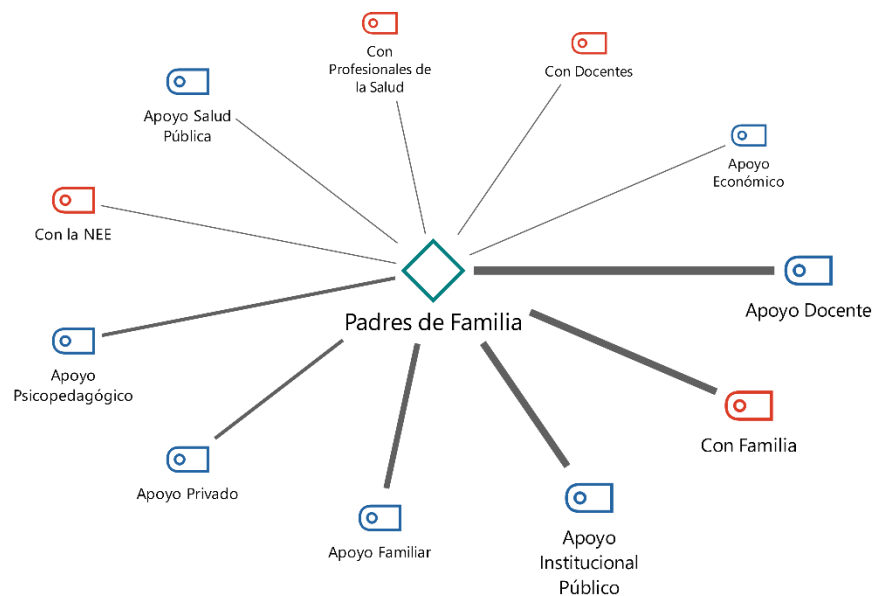 Con
Profesionales de
la Salud
Con Docentes
Apoyo Salud
Pública
Apoyo
Económico
Con la NEE
Apoyo Docente
Padres de Familia
Apoyo
Psicopedagógico
Con Familia
Apoyo Privado
Apoyo Familiar
Apoyo
Institucional
Público